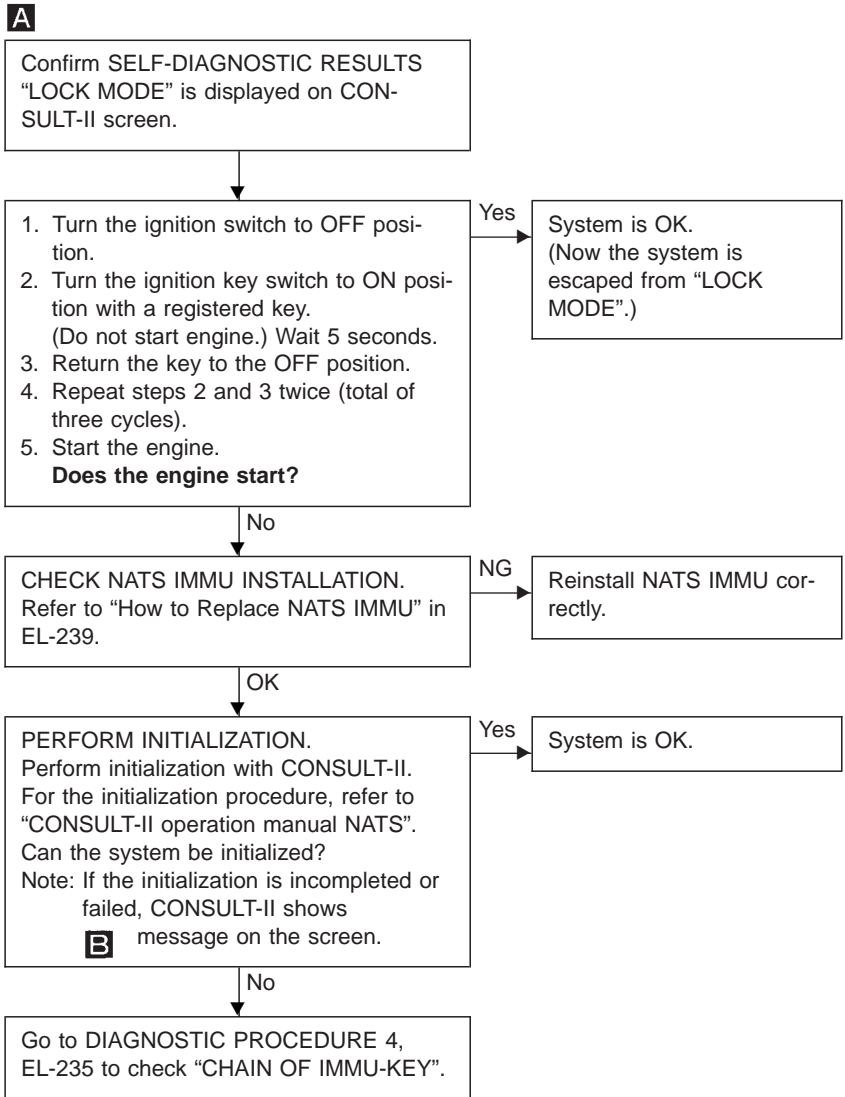 A
Confirm SELF-DIAGNOSTIC RESULTS
“LOCK MODE” is displayed on CON-
SULT-II screen.
1. Turn the ignition switch to OFF posi-
tion.
2. Turn the ignition key switch to ON posi-
tion with a registered key.
(Do not start engine.) Wait 5 seconds.
3. Return the key to the OFF position.
4. Repeat steps 2 and 3 twice (total of
three cycles).
5. Start the engine.
Does the engine start?
Yes
System is OK.
(Now the system is
escaped from “LOCK
MODE”.)
No
CHECK NATS IMMU INSTALLATION.
Refer to “How to Replace NATS IMMU” in
EL-239.
NG
Reinstall NATS IMMU cor-
rectly.
OK
PERFORM INITIALIZATION.
Perform initialization with CONSULT-II.
For the initialization procedure, refer to
“CONSULT-II operation manual NATS”.
Can the system be initialized?
Note: If the initialization is incompleted or
failed, CONSULT-II shows
B message on the screen.
Yes
System is OK.
No
Go to DIAGNOSTIC PROCEDURE 4,
EL-235 to check “CHAIN OF IMMU-KEY”.